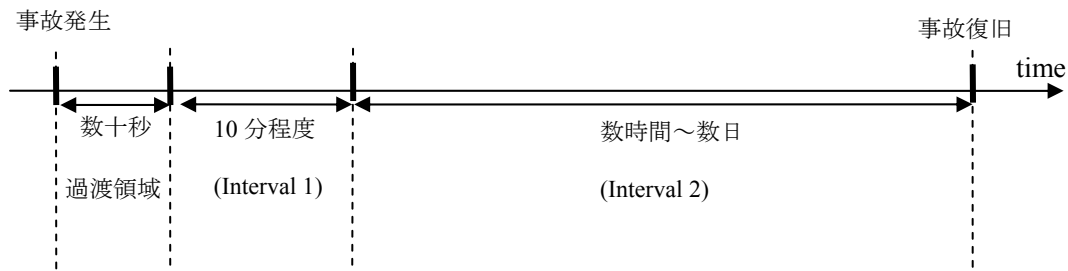 事故発生
事故復旧
time
数十秒
10 分程度
数時間～数日
過渡領域
(Interval 1)
(Interval 2)